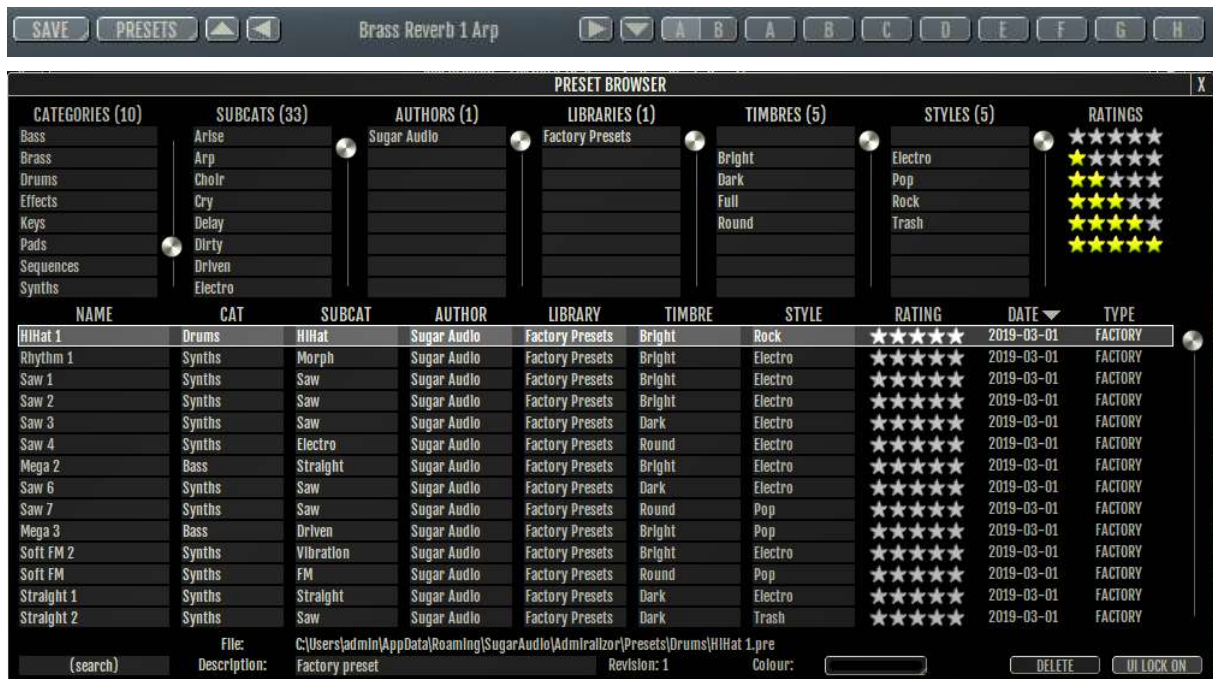 SAVE PRESETS Brass Reverb 1 Arp A B A B C D E F G H
PRESET BROWSER X
CATEGORIES (10) SUBCATS (33) AUTHORS (1) LIBRARIES (1) TIMBRES (5) STYLES (5) RATINGS
Bass Arise Sugar Audio Factory Presets
Brass Arp Bright Electro
Drums Choir Dark Pop
Effects Cry Full Rock
Keys Delay Round Trash
Pads Dirty
Sequences Driven
Synths Electro
NAME CAT SUBCAT AUTHOR LIBRARY TIMBRE STYLE RATING DATE TYPE
HiHat 1 Drums HiHat Sugar Audio Factory Presets Bright Rock 2019-03-01 FACTORY
Rhythm 1 Synths Morph Sugar Audio Factory Presets Bright Electro 2019-03-01 FACTORY
Saw 1 Synths Saw Sugar Audio Factory Presets Bright Electro 2019-03-01 FACTORY
Saw 2 Synths Saw Sugar Audio Factory Presets Bright Electro 2019-03-01 FACTORY
Saw 3 Synths Saw Sugar Audio Factory Presets Dark Electro 2019-03-01 FACTORY
Saw 4 Synths Electro Sugar Audio Factory Presets Round Electro 2019-03-01 FACTORY
Mega 2 Bass Straight Sugar Audio Factory Presets Bright Electro 2019-03-01 FACTORY
Saw 6 Synths Saw Sugar Audio Factory Presets Dark Electro 2019-03-01 FACTORY
Saw 7 Synths Saw Sugar Audio Factory Presets Round Pop 2019-03-01 FACTORY
Mega 3 Bass Driven Sugar Audio Factory Presets Bright Pop 2019-03-01 FACTORY
Soft FM 2 Synths Vibration Sugar Audio Factory Presets Bright Electro 2019-03-01 FACTORY
Soft FM Synths FM Sugar Audio Factory Presets Round Pop 2019-03-01 FACTORY
Straight 1 Synths Straight Sugar Audio Factory Presets Dark Electro 2019-03-01 FACTORY
Straight 2 Synths Saw Sugar Audio Factory Presets Dark Trash 2019-03-01 FACTORY
File: C:\Users\admin\AppData\Roaming\SugarAudio\Admiralizor\Presets\Drums\HiHat 1.pre
(search) Description: Factory preset Revision: 1 Colour: DELETE UI LOCK ON